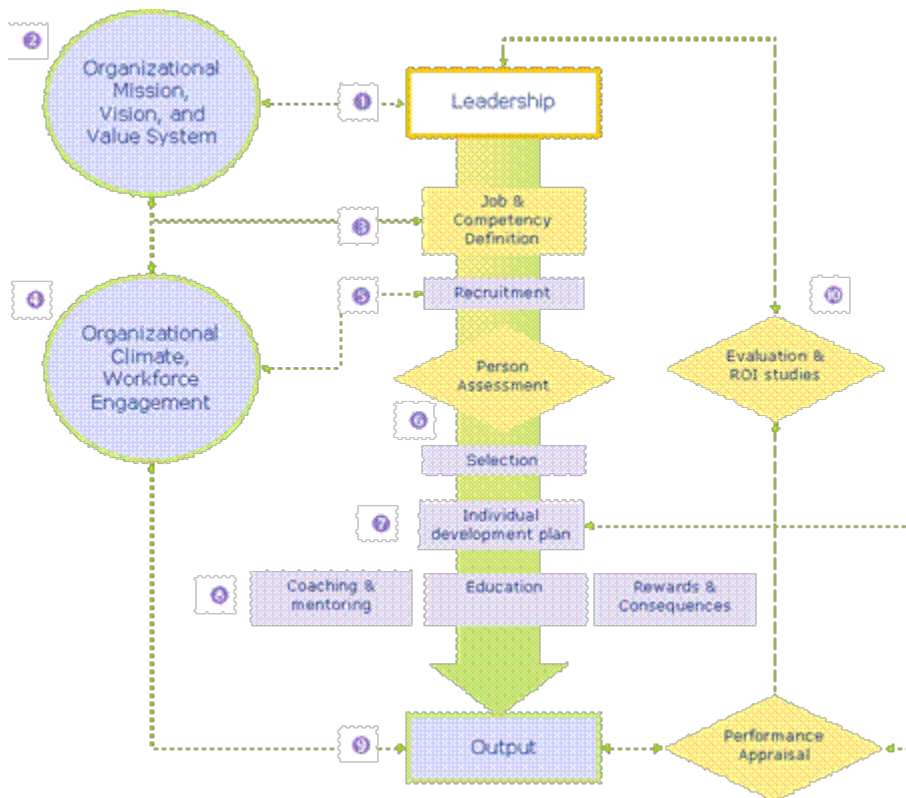 2
Organizational
Mission,
Vision, and
Value System
1
Leadership
3
Job &
Competency
Definition
4
Organizational
Climate,
Workforce
Engagement
5
Recruitment
10
Evaluation &
ROI studies
Person
Assessment
6
Selection
7
Individual
development plan
8
Coaching &
mentoring
Education
Rewards &
Consequences
9
Output
Performance
Appraisal